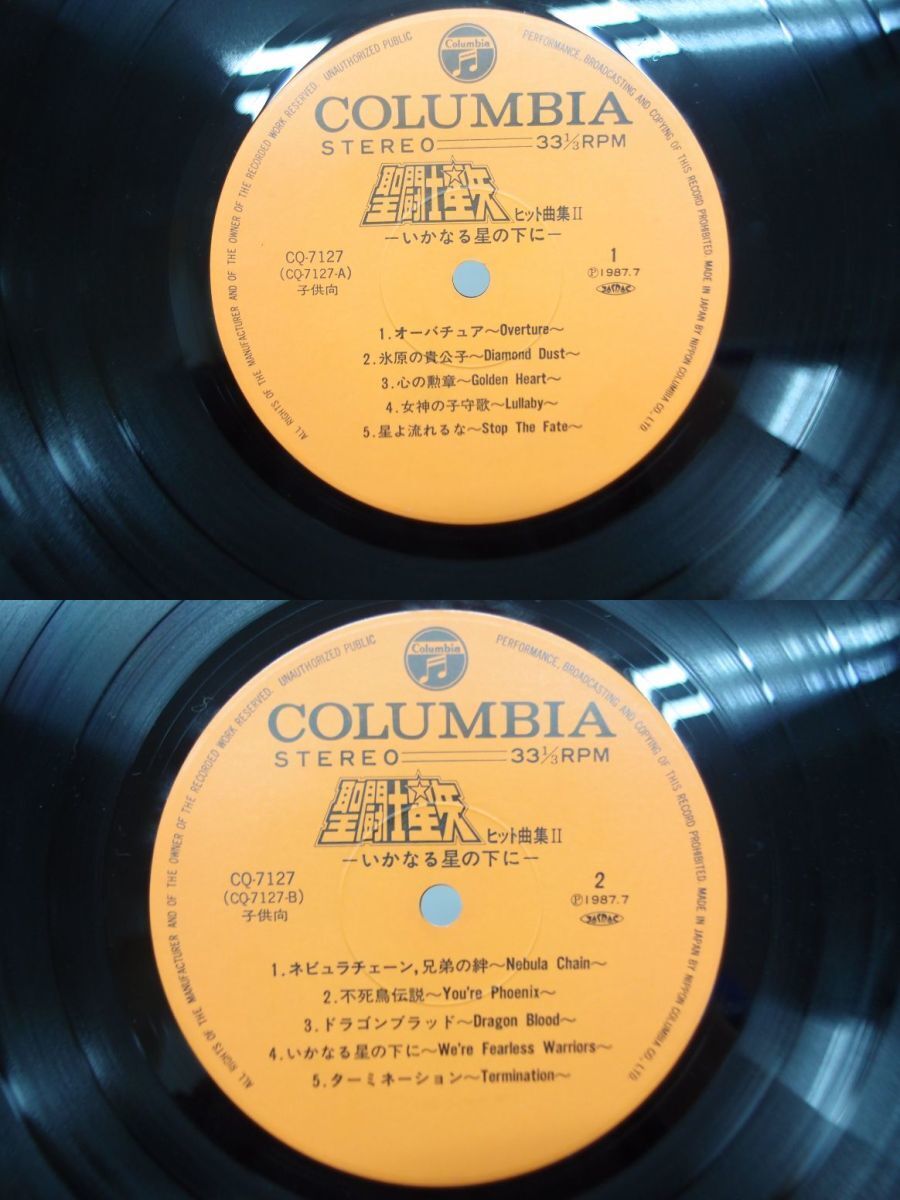 Columbia
ALL RIGHTS OF THE MANUFACTURER AND OF THE OWNER OF THE RECORDED WORK RESERVED. UNAUTHORIZED PUBLIC PERFORMANCE, BROADCASTING AND COPYING OF THIS RECORD PROHIBITED. MADE IN JAPAN BY NIPPON COLUMBIA CO., LTD
COLUMBIA
STEREO 33 1/3 RPM
聖闘士星矢 ヒット曲集II
—いかなる星の下に—
CQ-7127 1
(CQ-7127-A) Ⓟ1987.7
子供向 JASRAC
1.オーバチュア〜Overture〜
2.氷原の貴公子〜Diamond Dust〜
3.心の勲章〜Golden Heart〜
4.女神の子守歌〜Lullaby〜
5.星よ流れるな〜Stop The Fate〜
Columbia
ALL RIGHTS OF THE MANUFACTURER AND OF THE OWNER OF THE RECORDED WORK RESERVED. UNAUTHORIZED PUBLIC PERFORMANCE, BROADCASTING AND COPYING OF THIS RECORD PROHIBITED. MADE IN JAPAN BY NIPPON COLUMBIA CO., LTD
COLUMBIA
STEREO 33 1/3 RPM
聖闘士星矢 ヒット曲集II
—いかなる星の下に—
CQ-7127 2
(CQ-7127-B) Ⓟ1987.7
子供向 JASRAC
1.ネビュラチェーン,兄弟の絆〜Nebula Chain〜
2.不死鳥伝説〜You're Phoenix〜
3.ドラゴンブラッド〜Dragon Blood〜
4.いかなる星の下に〜We're Fearless Warriors〜
5.ターミネーション〜Termination〜